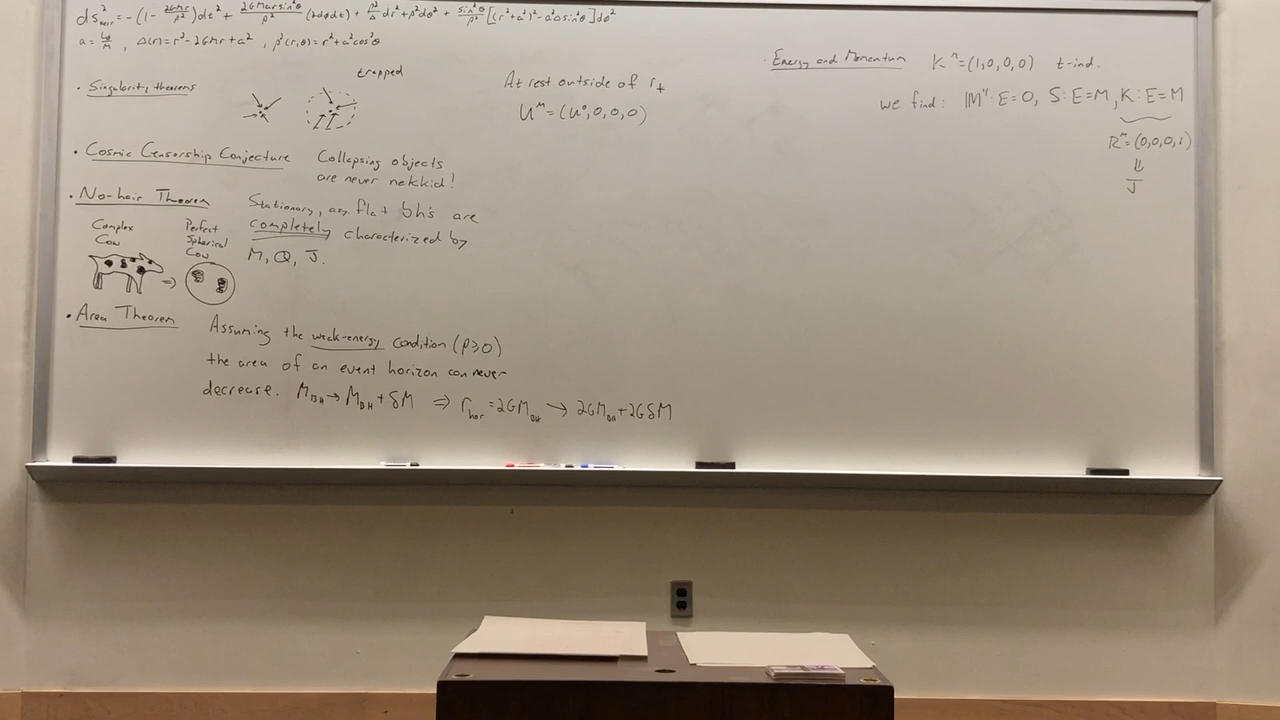 ds²_Kerr = -(1 - 2GMr/ρ²)dt² + 2GMar sin²θ/ρ² (2dφdt) + ρ²/Δ dr² + ρ²dθ² + sin²θ/ρ² [(r²+a²)² - a²Δsin²θ]dφ²
Δ(r) = r² - 2GMr + a² , ρ²(r,θ) = r² + a²cos²θ
· Singularity theorems
trapped
· Cosmic Censorship Conjecture
Collapsing objects
are never nekkid!
· No-hair Theorem
Stationary, asy. flat bh's are
completely characterized by
M, Q, J.
Complex
Cow
Perfect
Spherical
Cow
⇒
· Area Theorem
Assuming the weak-energy condition (ρ≥0)
the area of an event horizon can never
decrease. M_BH → M_BH + δM ⇒ r_hor = 2GM_BH → 2GM_BH + 2GδM
At rest outside of r₊
U^μ = (U⁰,0,0,0)
· Energy and Momentum K^μ = (1,0,0,0) t-ind.
we find: IM⁴: E=0, S: E=M, K: E=M
R^μ = (0,0,0,1)
⇓
J